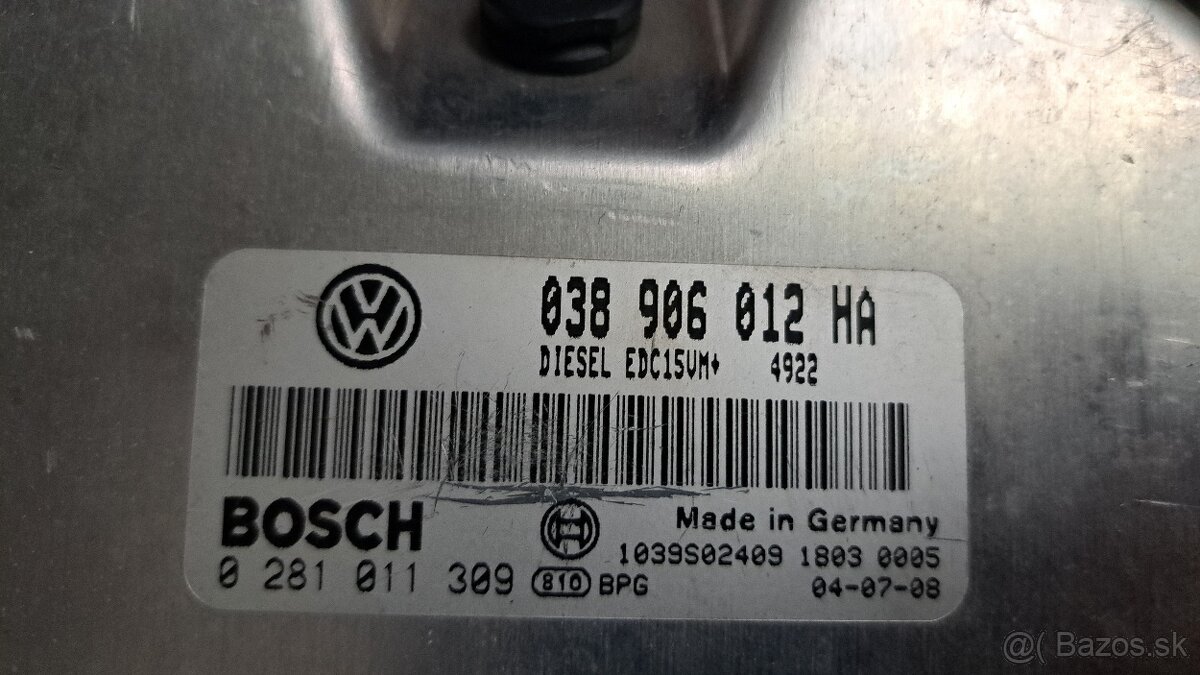 038 906 012 HA
DIESEL EDC15VM+ 4922
BOSCH
Made in Germany
1039S02409 1803 0005
0 281 011 309 810 BPG 04-07-08
@( Bazos.sk